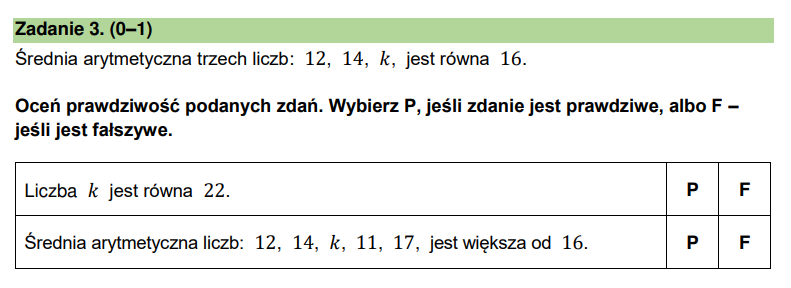 Zadanie 3. (0–1)
Średnia arytmetyczna trzech liczb: 12, 14, k, jest równa 16.
Oceń prawdziwość podanych zdań. Wybierz P, jeśli zdanie jest prawdziwe, albo F –
jeśli jest fałszywe.
Liczba k jest równa 22. P F
Średnia arytmetyczna liczb: 12, 14, k, 11, 17, jest większa od 16. P F